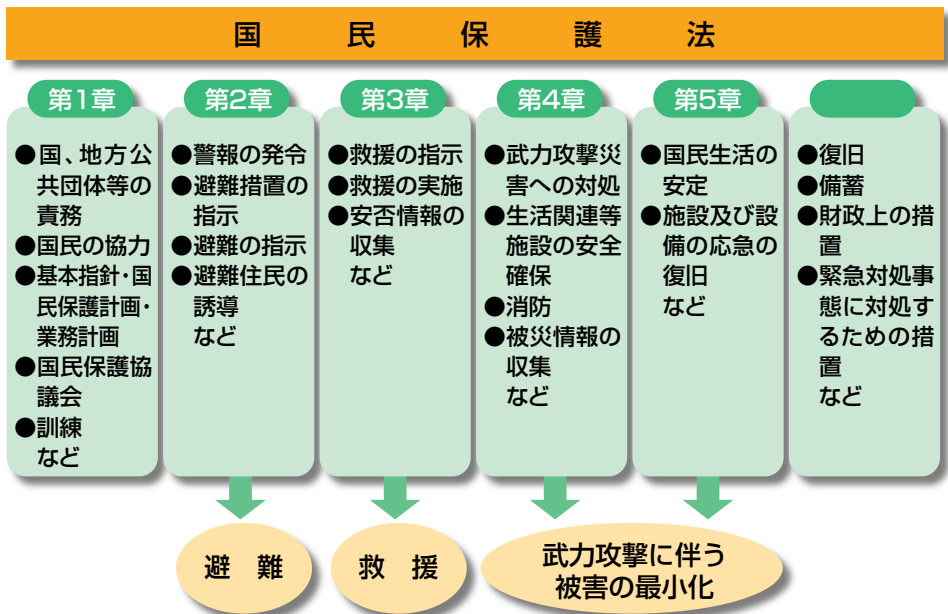 国民保護法
第1章
●国、地方公
共団体等の
責務
●国民の協力
●基本指針・国
民保護計画・
業務計画
●国民保護協
議会
●訓練
など
第2章
●警報の発令
●避難措置の
指示
●避難の指示
●避難住民の
誘導
など
第3章
●救援の指示
●救援の実施
●安否情報の
収集
など
第4章
●武力攻撃災
害への対処
●生活関連等
施設の安全
確保
●消防
●被災情報の
収集
など
第5章
●国民生活の
安定
●施設及び設
備の応急の
復旧
など
●復旧
●備蓄
●財政上の措
置
●緊急対処事
態に対処す
るための措
置
など
避難
救援
武力攻撃に伴う
被害の最小化